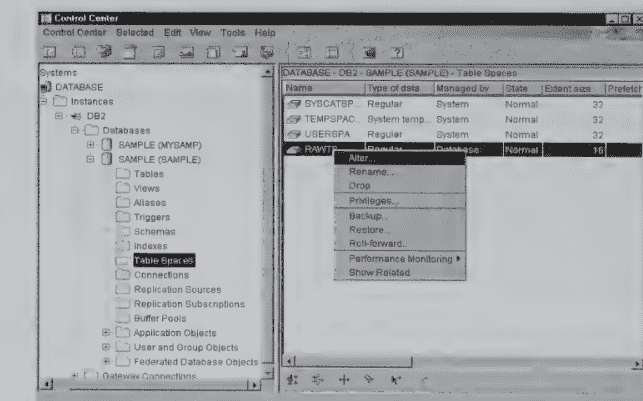 Control Center
Control Center Selected Edit View Tools Help
Systems
DATABASE
Instances
DB2
Databases
SAMPLE (MYSAMP)
SAMPLE (SAMPLE)
Tables
Views
Aliases
Triggers
Schemas
Indexes
Table Spaces
Connections
Replication Sources
Replication Subscriptions
Buffer Pools
Application Objects
User and Group Objects
Federated Database Objects
Gateway Connections
DATABASE - DB2 - SAMPLE (SAMPLE) - Table Spaces
Name Type of data Managed by State Extent size Prefetch
SYSCATSP... Regular System Normal 32
TEMPSPAC... System temp... System Normal 32
USERSPA Regular System Normal 32
RAWTS Regular Database Normal 16
Alter...
Rename...
Drop
Privileges...
Backup...
Restore...
Roll-forward...
Performance Monitoring
Show Related